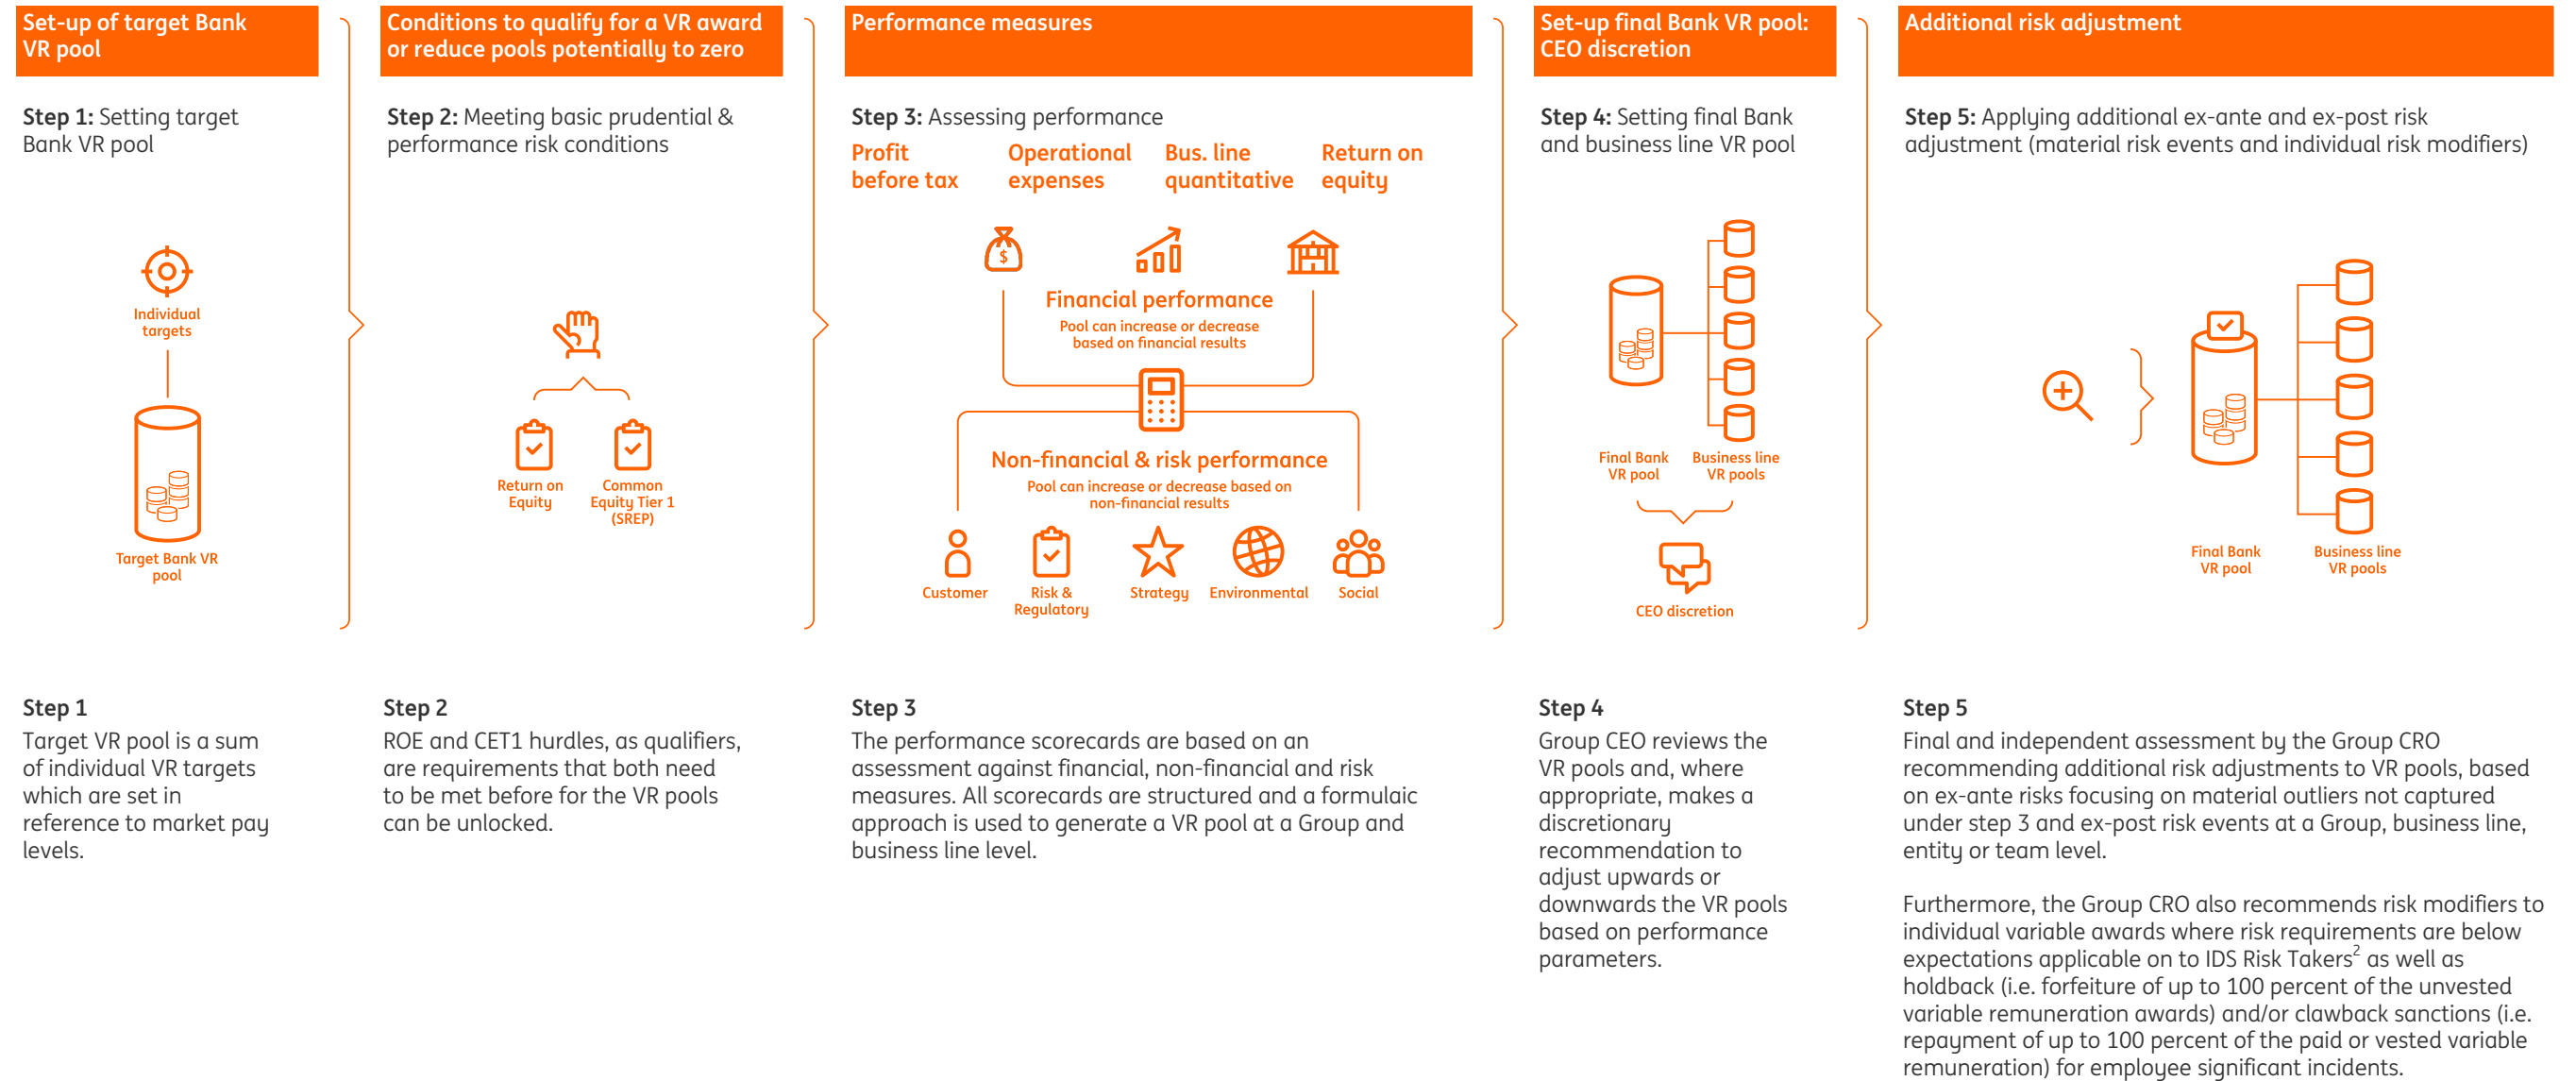 Set-up of target Bank
VR pool
Step 1: Setting target
Bank VR pool
Individual
targets
Target Bank VR
pool
Conditions to qualify for a VR award
or reduce pools potentially to zero
Step 2: Meeting basic prudential &
performance risk conditions
Return on
Equity
Common
Equity Tier 1
(SREP)
Performance measures
Step 3: Assessing performance
Profit
before tax
Operational
expenses
Bus. line
quantitative
Return on
equity
$
Financial performance
Pool can increase or decrease
based on financial results
Non-financial & risk performance
Pool can increase or decrease based on
non-financial results
Customer
Risk &
Regulatory
Strategy
Environmental
Social
Set-up final Bank VR pool:
CEO discretion
Step 4: Setting final Bank
and business line VR pool
Final Bank
VR pool
Business line
VR pools
CEO discretion
Additional risk adjustment
Step 5: Applying additional ex-ante and ex-post risk
adjustment (material risk events and individual risk modifiers)
Final Bank
VR pool
Business line
VR pools
Step 1
Target VR pool is a sum
of individual VR targets
which are set in
reference to market pay
levels.
Step 2
ROE and CET1 hurdles, as qualifiers,
are requirements that both need
to be met before for the VR pools
can be unlocked.
Step 3
The performance scorecards are based on an
assessment against financial, non-financial and risk
measures. All scorecards are structured and a formulaic
approach is used to generate a VR pool at a Group and
business line level.
Step 4
Group CEO reviews the
VR pools and, where
appropriate, makes a
discretionary
recommendation to
adjust upwards or
downwards the VR pools
based on performance
parameters.
Step 5
Final and independent assessment by the Group CRO
recommending additional risk adjustments to VR pools, based
on ex-ante risks focusing on material outliers not captured
under step 3 and ex-post risk events at a Group, business line,
entity or team level.
Furthermore, the Group CRO also recommends risk modifiers to
individual variable awards where risk requirements are below
expectations applicable on to IDS Risk Takers2 as well as
holdback (i.e. forfeiture of up to 100 percent of the unvested
variable remuneration awards) and/or clawback sanctions (i.e.
repayment of up to 100 percent of the paid or vested variable
remuneration) for employee significant incidents.